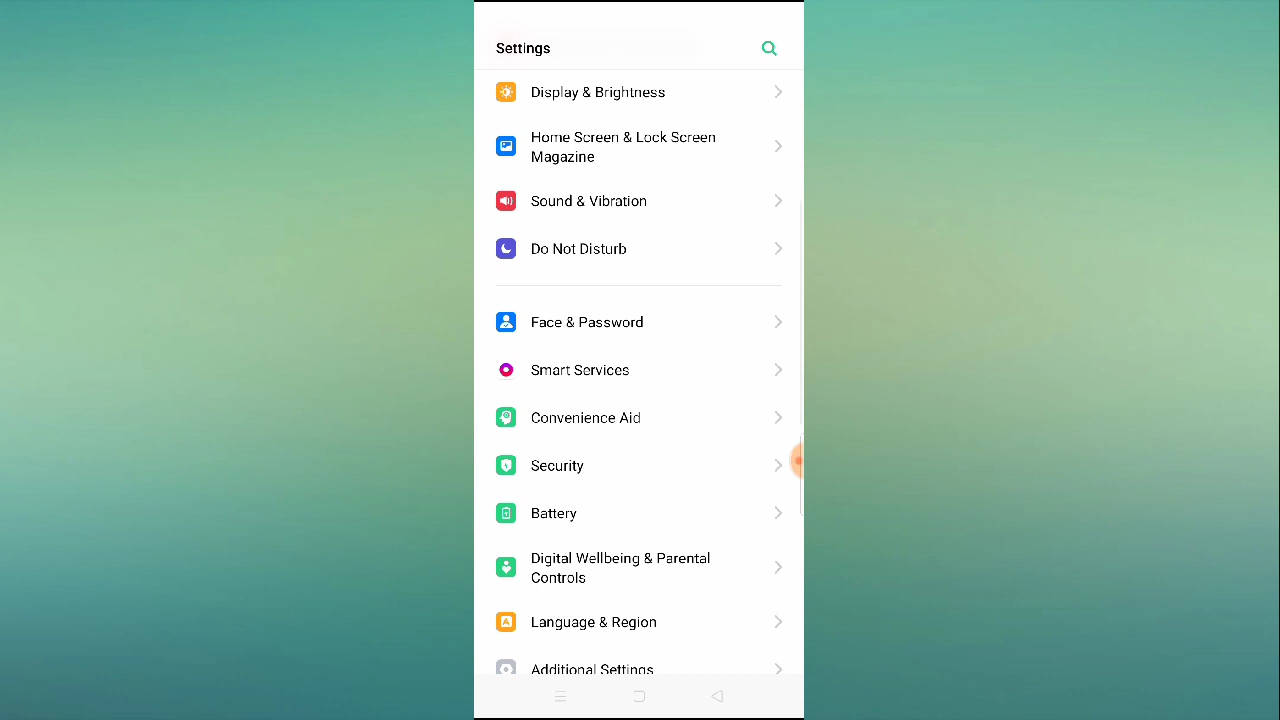 Settings
Display & Brightness
Home Screen & Lock Screen
Magazine
Sound & Vibration
Do Not Disturb
Face & Password
Smart Services
Convenience Aid
Security
Battery
Digital Wellbeing & Parental
Controls
Language & Region
Additional Settings